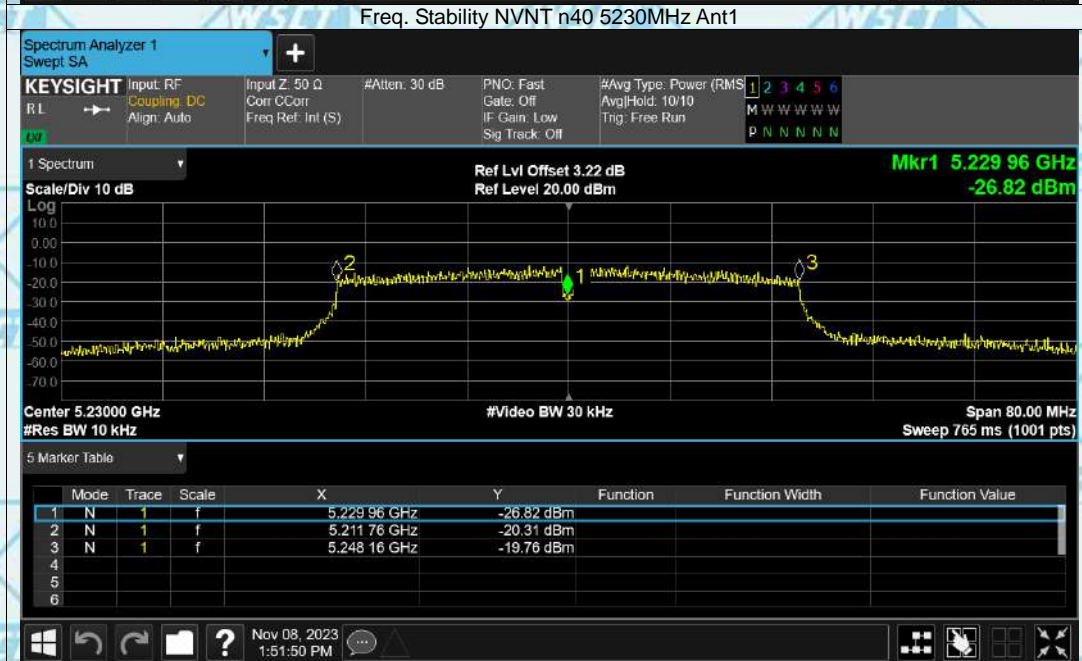 Freq. Stability NVNT n40 5230MHz Ant1
Spectrum Analyzer 1
Swept SA
+
KEYSIGHT
RL
LXI
Input: RF
Coupling: DC
Align: Auto
Input Z: 50 Ω
Corr CCorr
Freq Ref: Int (S)
#Atten: 30 dB
PNO: Fast
Gate: Off
IF Gain: Low
Sig Track: Off
#Avg Type: Power (RMS
Avg|Hold: 10/10
Trig: Free Run
1 2 3 4 5 6
M W W W W W
P N N N N N
1 Spectrum
Scale/Div 10 dB
Ref Lvl Offset 3.22 dB
Ref Level 20.00 dBm
Mkr1 5.229 96 GHz
-26.82 dBm
Log
10.0
0.00
-10.0
-20.0
-30.0
-40.0
-50.0
-60.0
-70.0
2
1
3
Center 5.23000 GHz
#Video BW 30 kHz
Span 80.00 MHz
#Res BW 10 kHz
Sweep 765 ms (1001 pts)
5 Marker Table
Mode Trace Scale X Y Function Function Width Function Value
1 N 1 f 5.229 96 GHz -26.82 dBm
2 N 1 f 5.211 76 GHz -20.31 dBm
3 N 1 f 5.248 16 GHz -19.76 dBm
4
5
6
?
Nov 08, 2023
1:51:50 PM